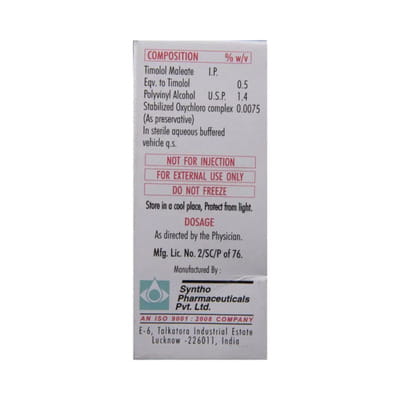 COMPOSITION % w/v
Timolol Maleate I.P.
Eqv. to Timolol 0.5
Polyvinyl Alcohol U.S.P. 1.4
Stabilized Oxychloro complex 0.0075
(As preservative)
In sterile aqueous buffered
vehicle q.s.
NOT FOR INJECTION
FOR EXTERNAL USE ONLY
DO NOT FREEZE
Store in a cool place, Protect from light.
DOSAGE
As directed by the Physician.
Mfg. Lic. No. 2/SC/P of 76.
Manufactured By :
Syntho
Pharmaceuticals
Pvt. Ltd.
AN ISO 9001 : 2008 COMPANY
E-6, Talkatora Industrial Estate
Lucknow -226011, India